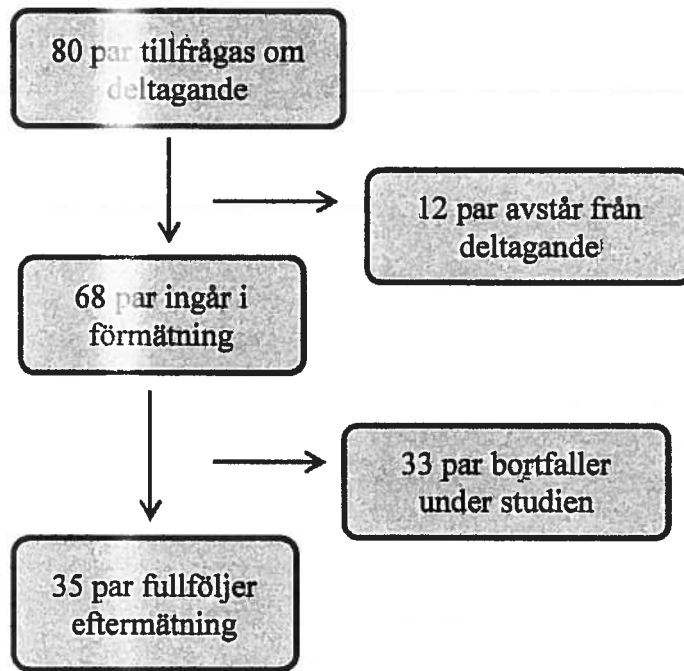 80 par tillfrågas om
deltagande
12 par avstår från
deltagande
68 par ingår i
förmätning
33 par bortfaller
under studien
35 par fullföljer
eftermätning